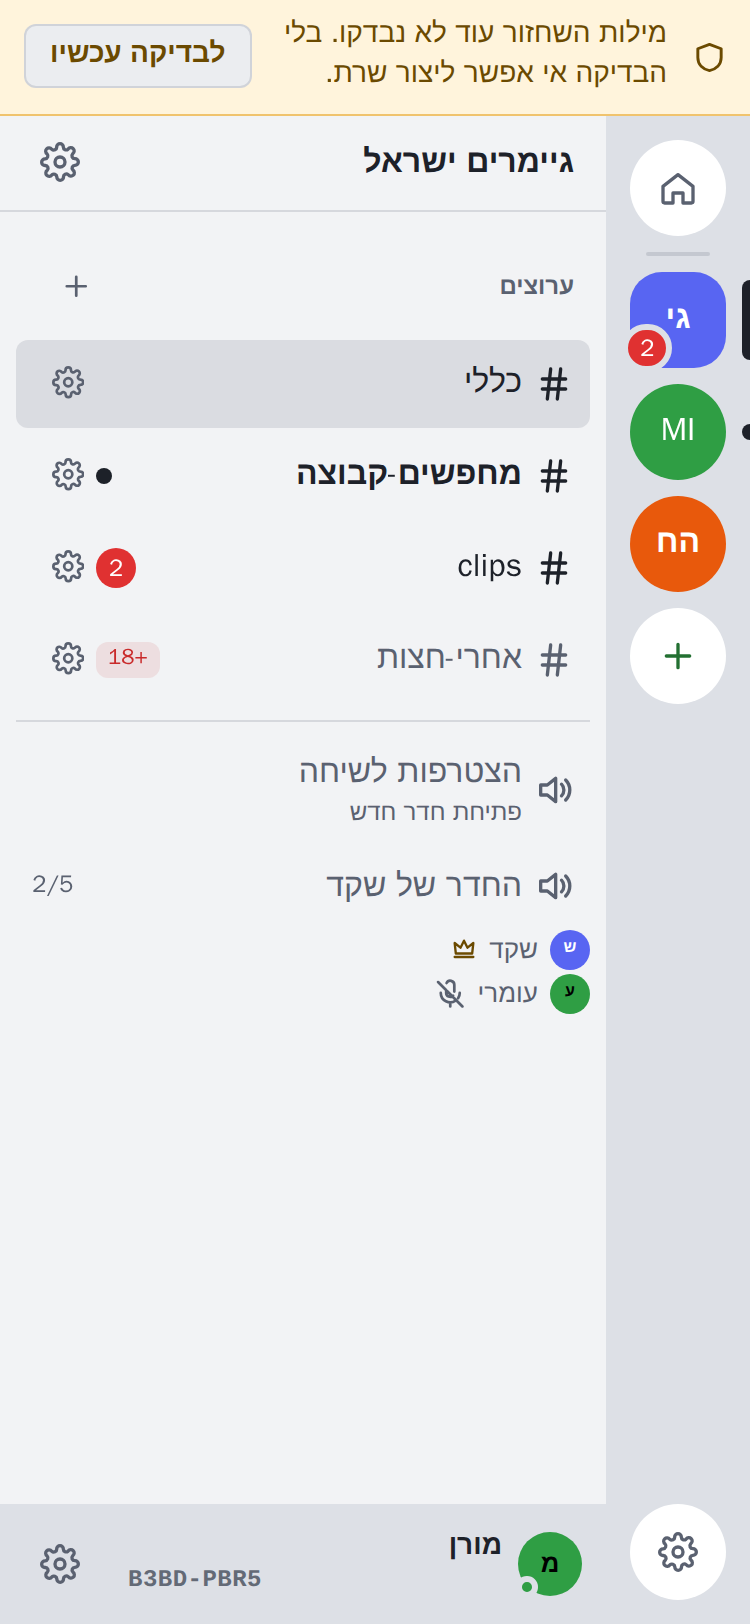 מילות השחזור עוד לא נבדקו. בלי
הבדיקה אי אפשר ליצור שרת.
לבדיקה עכשיו
גיימרים ישראל
גי
2
MI
הח
ערוצים
כללי
מחפשים-קבוצה
clips
2
אחרי-חצות
18+
הצטרפות לשיחה
פתיחת חדר חדש
החדר של שקד
2/5
ש
שקד
ע
עומרי
מ
מורן
B3BD-PBR5